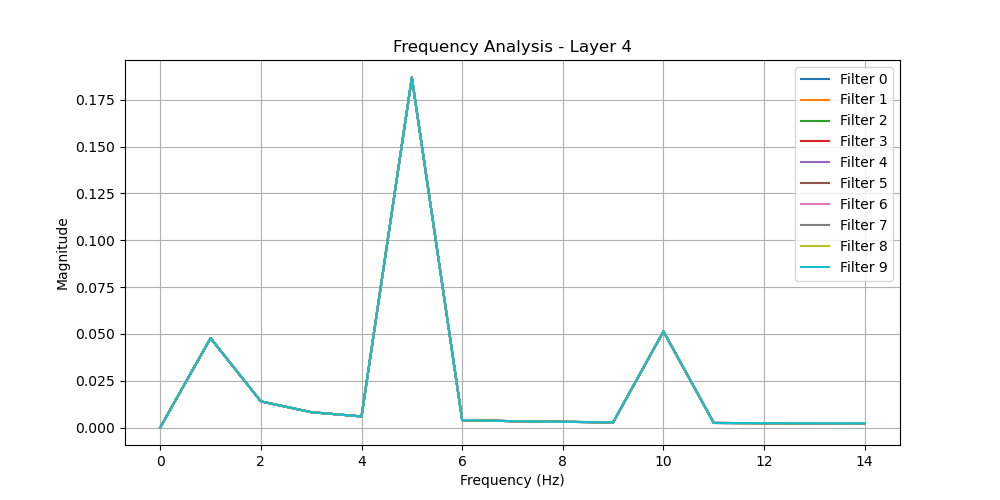 Frequency Analysis - Layer 4
Filter 0
Filter 1
Filter 2
Filter 3
Filter 4
Filter 5
Filter 6
Filter 7
Filter 8
Filter 9
0.175
0.150
0.125
0.100
0.075
0.050
0.025
0.000
Magnitude
0 2 4 6 8 10 12 14
Frequency (Hz)